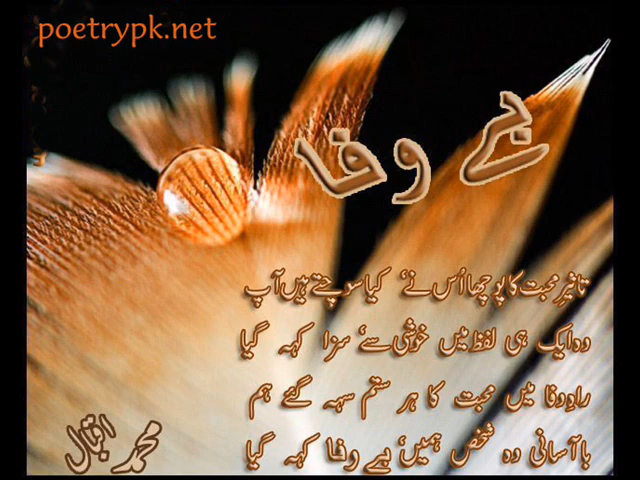 poetrypk.net
بے وفا
تاثیرِ محبت کا پوچھا اُس نے، کیا سوچتے ہیں آپ
وہ ایک ہی لفظ میں خوشی سے، سزا کہہ گیا
راہِ وفا میں محبت کا ہر ستم سہہ گئے ہم
باآسانی وہ شخص ہمیں، بے وفا کہہ گیا
محمد اقبال